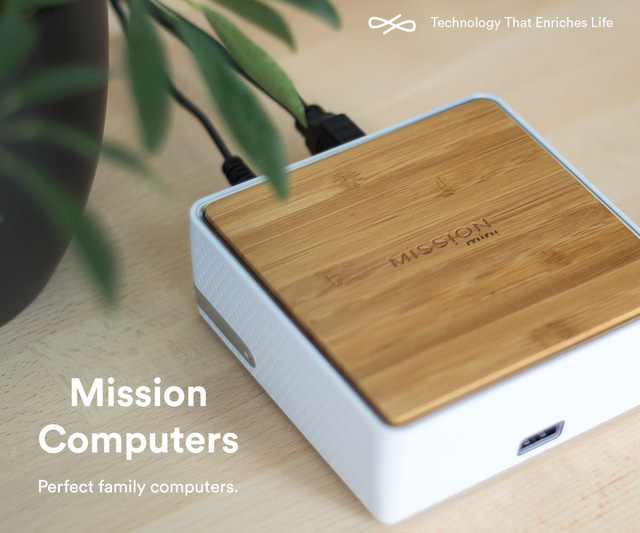 Technology That Enriches Life
MISSION
mini
Mission
Computers
Perfect family computers.